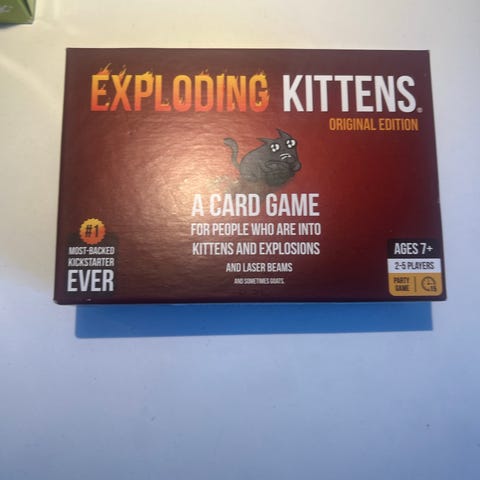 EXPLODING KITTENS®
ORIGINAL EDITION
A CARD GAME
FOR PEOPLE WHO ARE INTO
KITTENS AND EXPLOSIONS
AND LASER BEAMS
AND SOMETIMES GOATS.
#1
MOST-BACKED
KICKSTARTER
EVER
AGES 7+
2-5 PLAYERS
PARTY
GAME
15